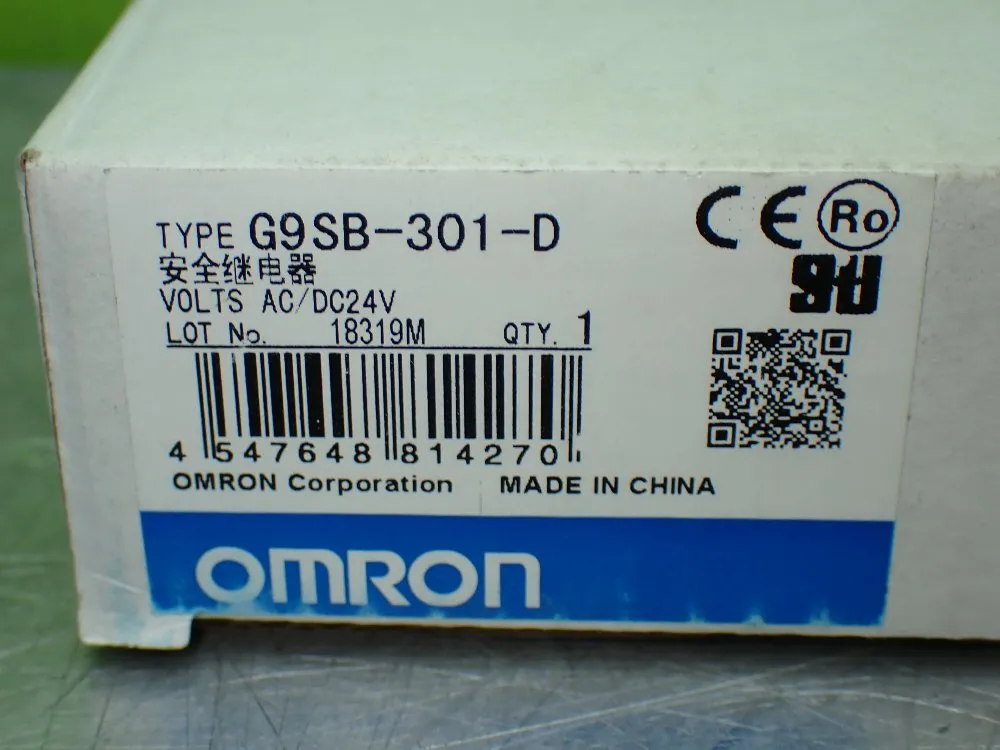 TYPE G9SB-301-D
安全继电器
VOLTS AC/DC24V
LOT No. 18319M QTY. 1
4 547648 814270
OMRON Corporation MADE IN CHINA
CE Ro
OMRON